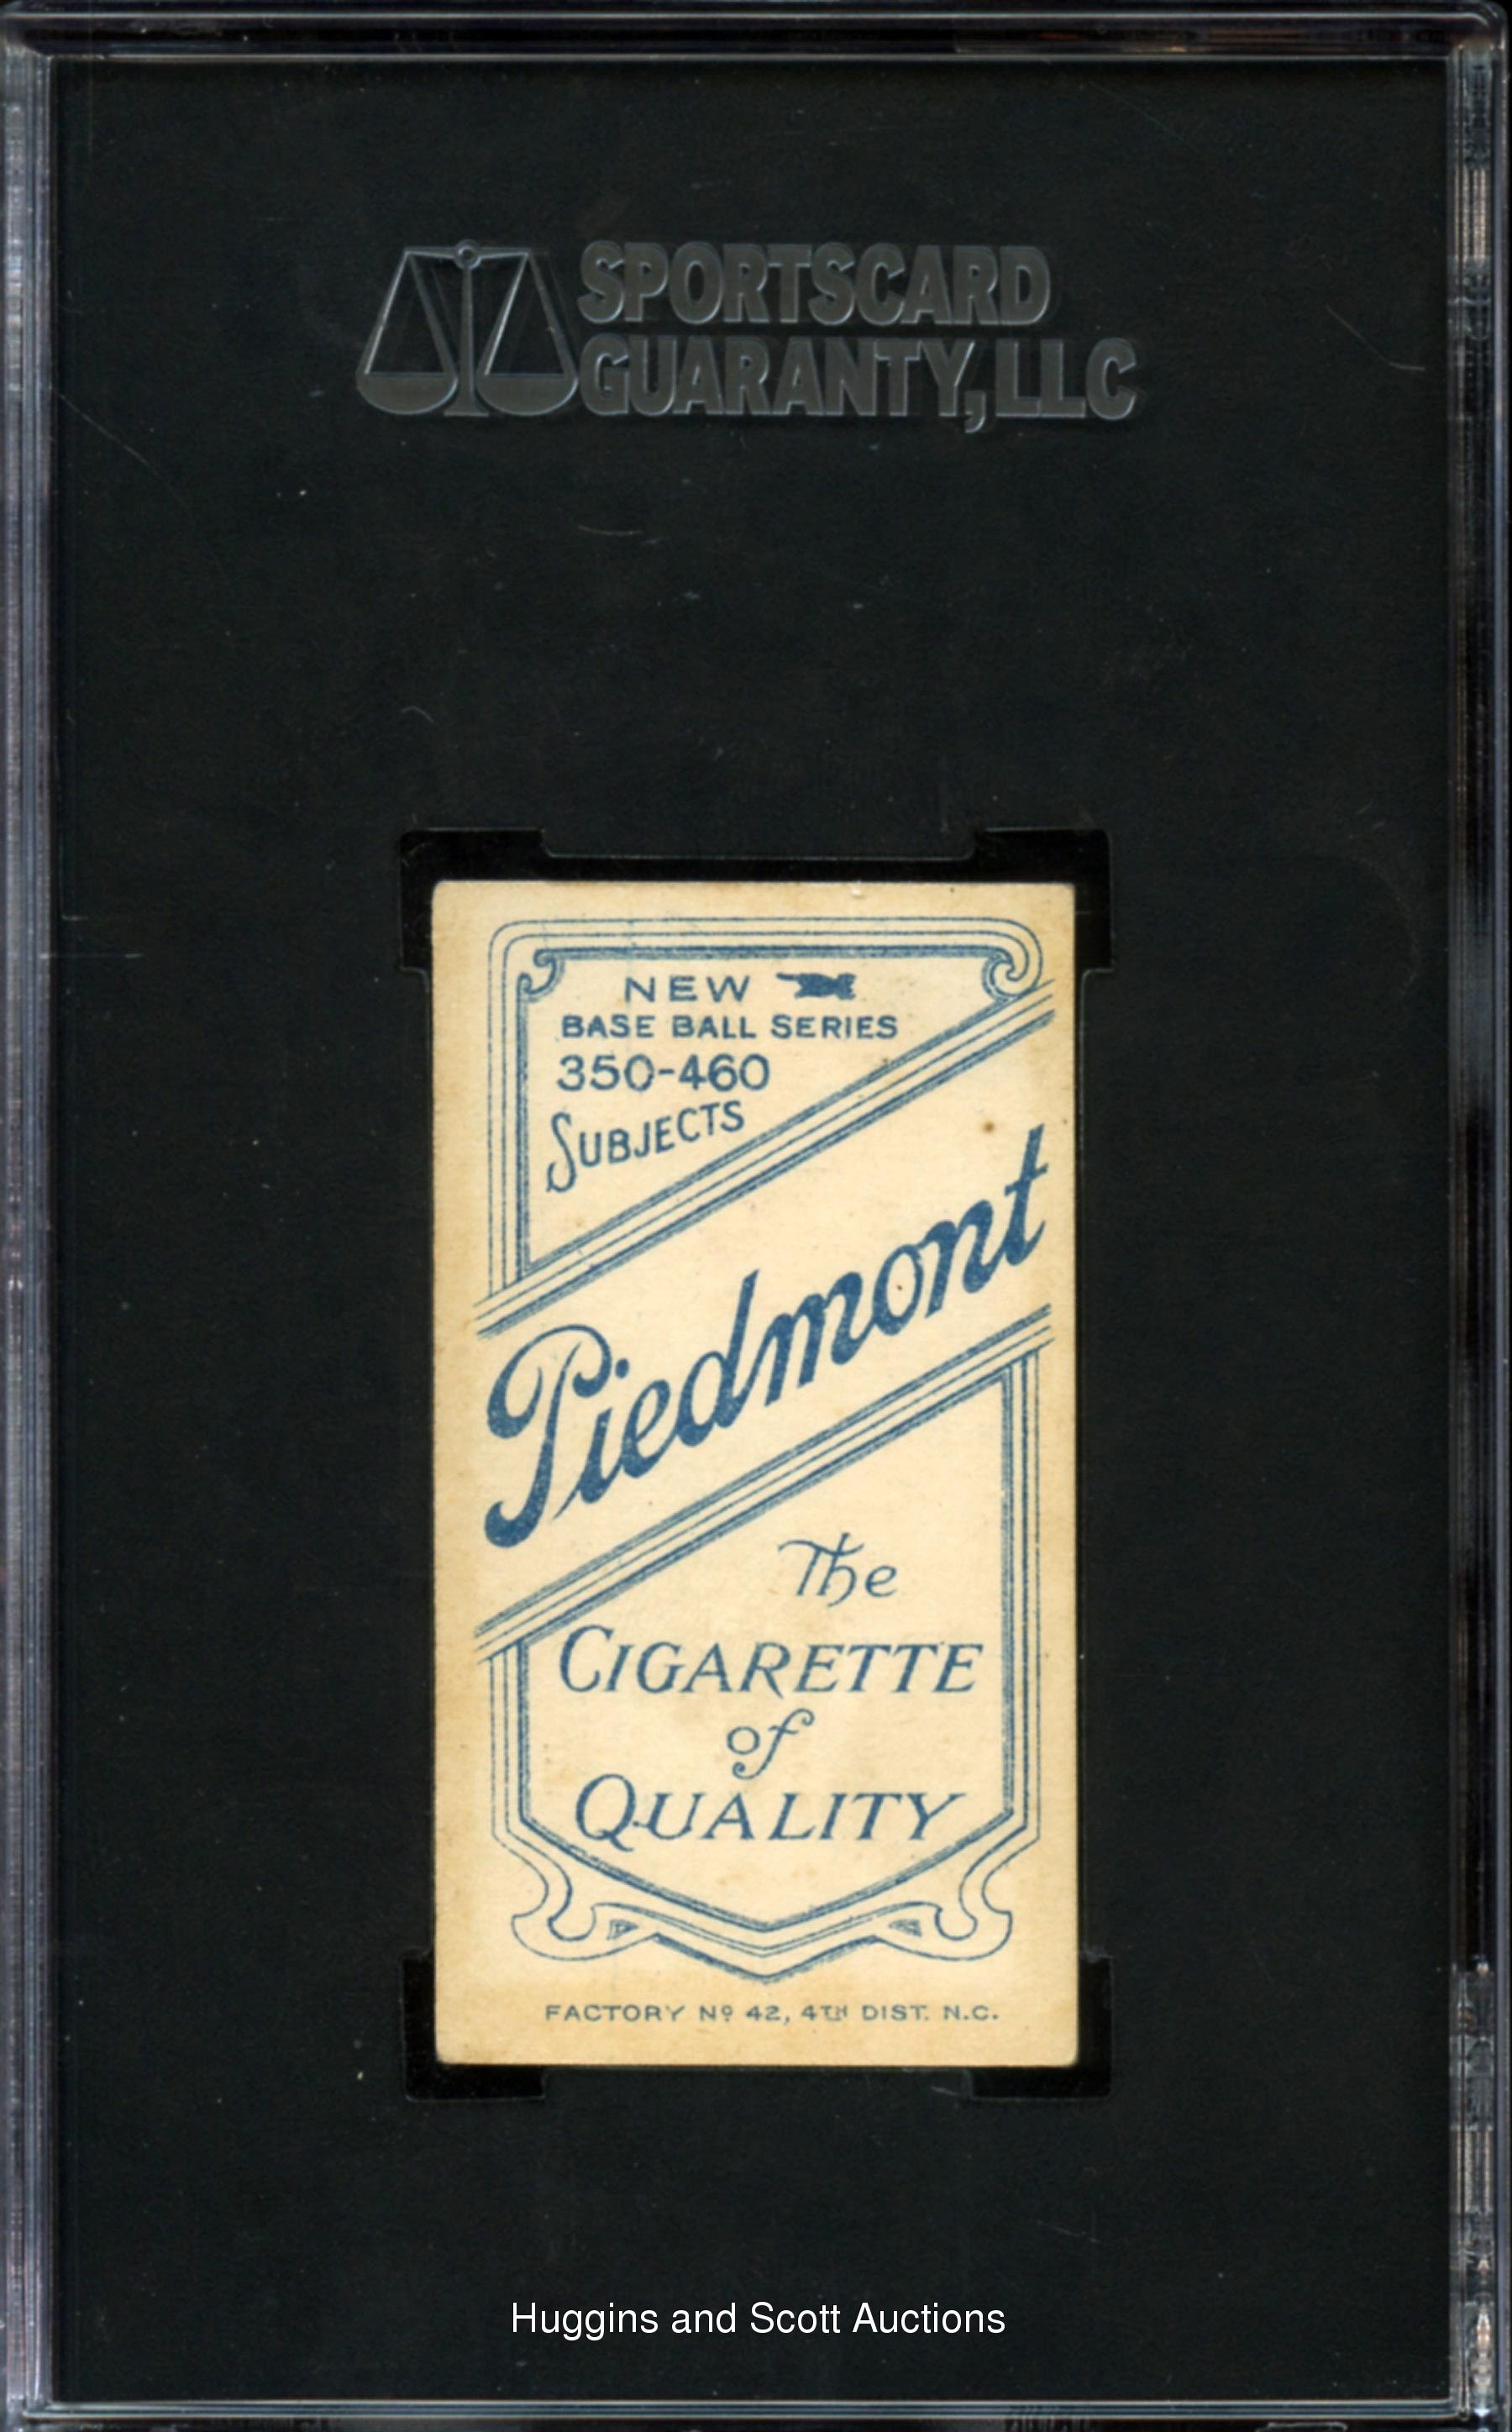 SPORTSCARD
GUARANTY, LLC
NEW
BASE BALL SERIES
350-460
SUBJECTS
Piedmont
The
CIGARETTE
of
QUALITY
FACTORY Nº 42, 4TH DIST. N.C.
Huggins and Scott Auctions